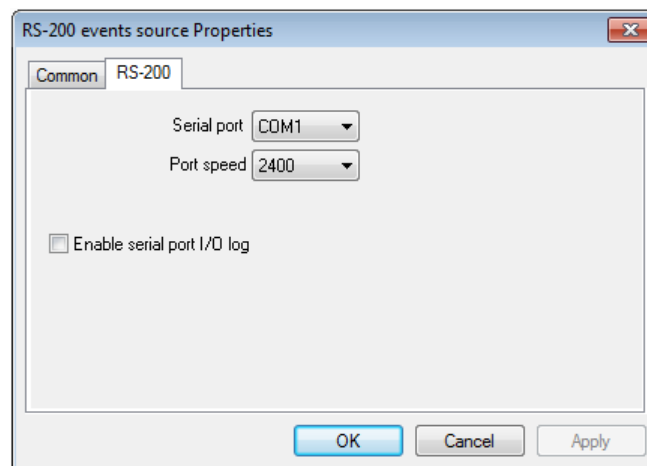 RS-200 events source Properties
Common RS-200
Serial port COM1
Port speed 2400
Enable serial port I/O log
OK Cancel Apply